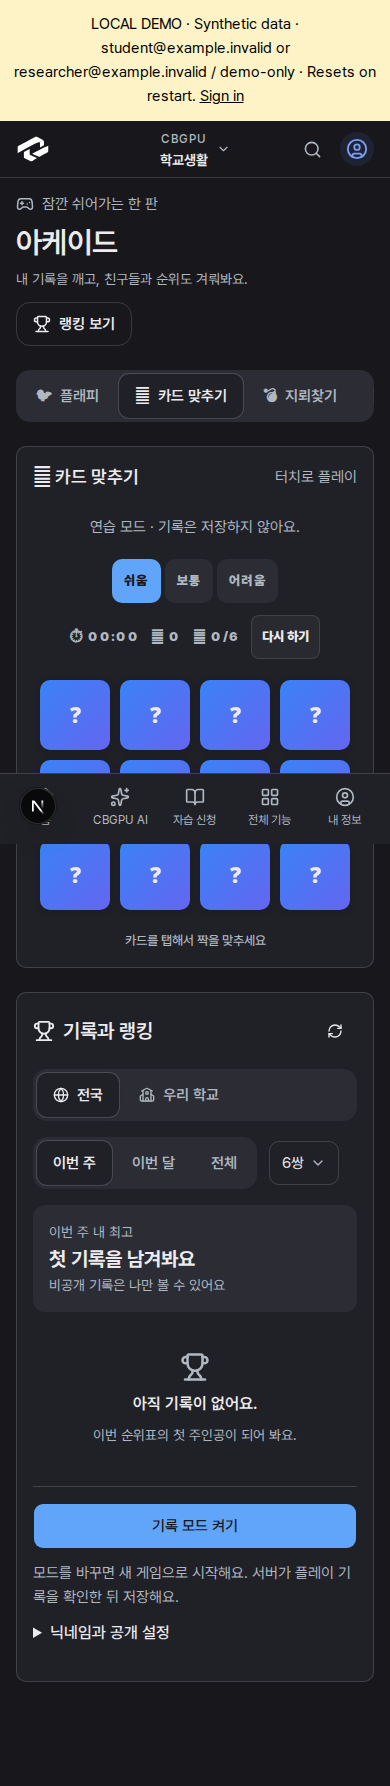 LOCAL DEMO · Synthetic data ·
student@example.invalid or
researcher@example.invalid / demo-only · Resets on
restart. Sign in
CBGPU
학교생활
잠깐 쉬어가는 한 판
아케이드
내 기록을 깨고, 친구들과 순위도 겨뤄봐요.
랭킹 보기
플래피 카드 맞추기 지뢰찾기
카드 맞추기 터치로 플레이
연습 모드 · 기록은 저장하지 않아요.
쉬움 보통 어려움
00:00 0 0/6 다시 하기
? ? ? ?
N CBGPU AI 자습 신청 전체 기능 내 정보
? ? ? ?
카드를 탭해서 짝을 맞추세요
기록과 랭킹
전국 우리 학교
이번 주 이번 달 전체 6쌍
이번 주 내 최고
첫 기록을 남겨봐요
비공개 기록은 나만 볼 수 있어요
아직 기록이 없어요.
이번 순위표의 첫 주인공이 되어 봐요.
기록 모드 켜기
모드를 바꾸면 새 게임으로 시작해요. 서버가 플레이 기
록을 확인한 뒤 저장해요.
닉네임과 공개 설정